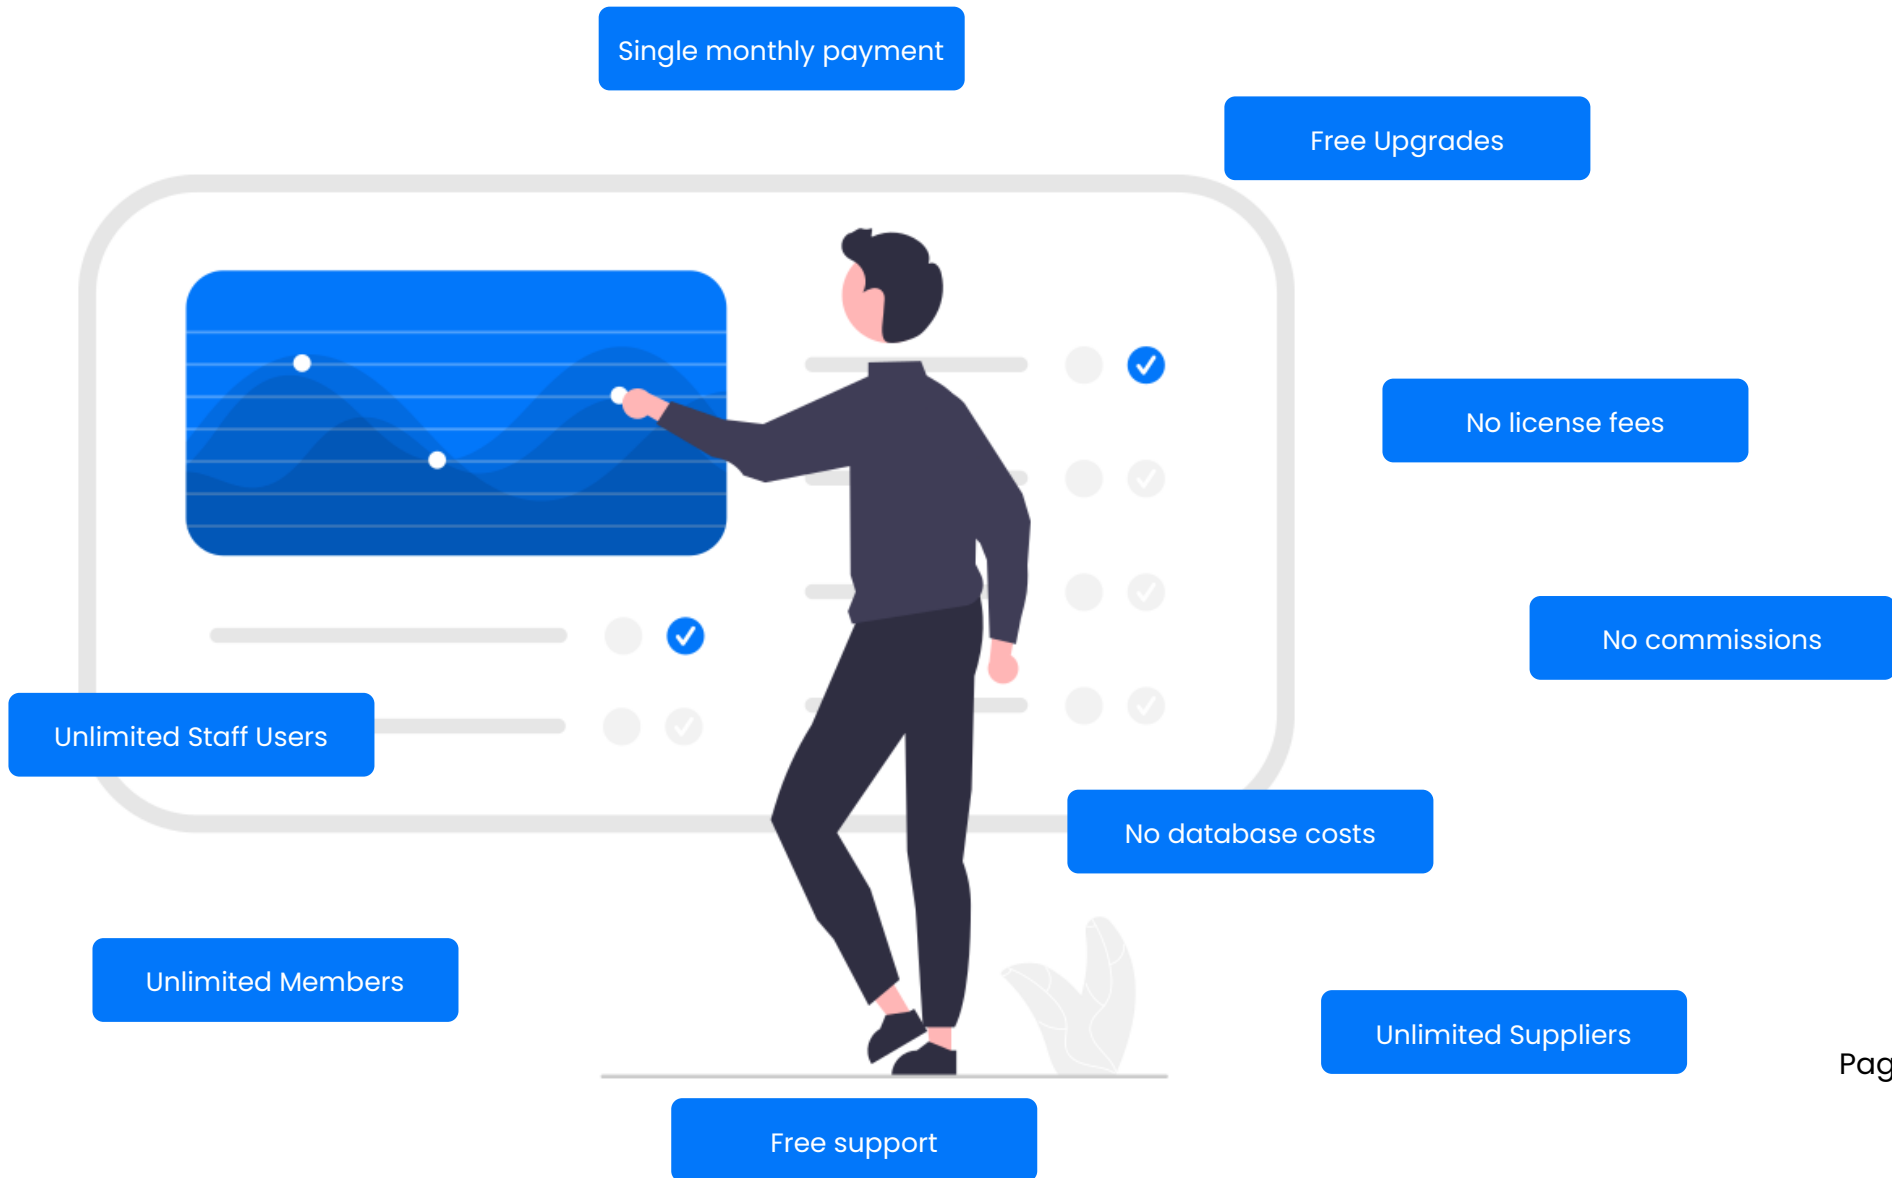 Single monthly payment
Free Upgrades
No license fees
No commissions
Unlimited Staff Users
No database costs
Unlimited Members
Unlimited Suppliers
Free support